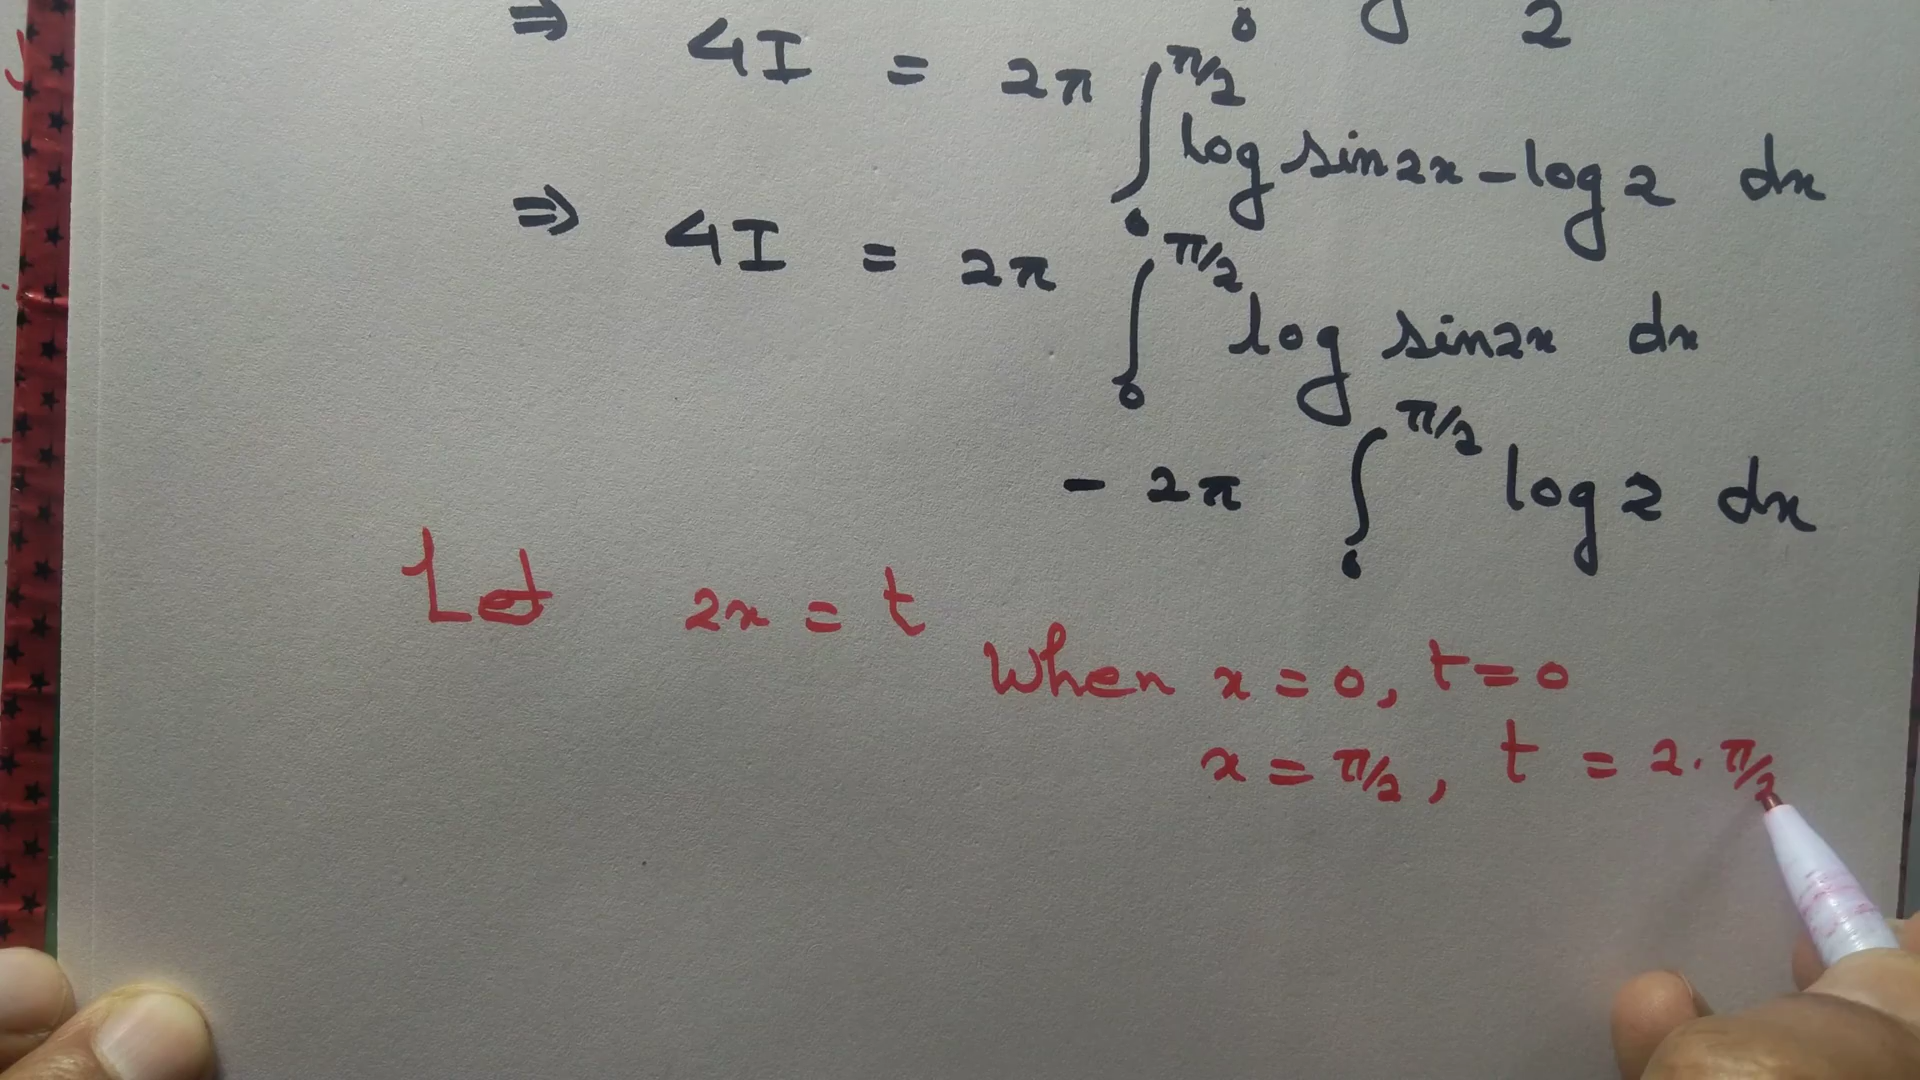 ⇒ 4I = 2π ∫₀^π/2 log sin2x - log 2 dx
⇒ 4I = 2π ∫₀^π/2 log sin2x dx
- 2π ∫₀^π/2 log 2 dx
Let 2x = t
When x = 0, t = 0
x = π/2, t = 2 . π/2